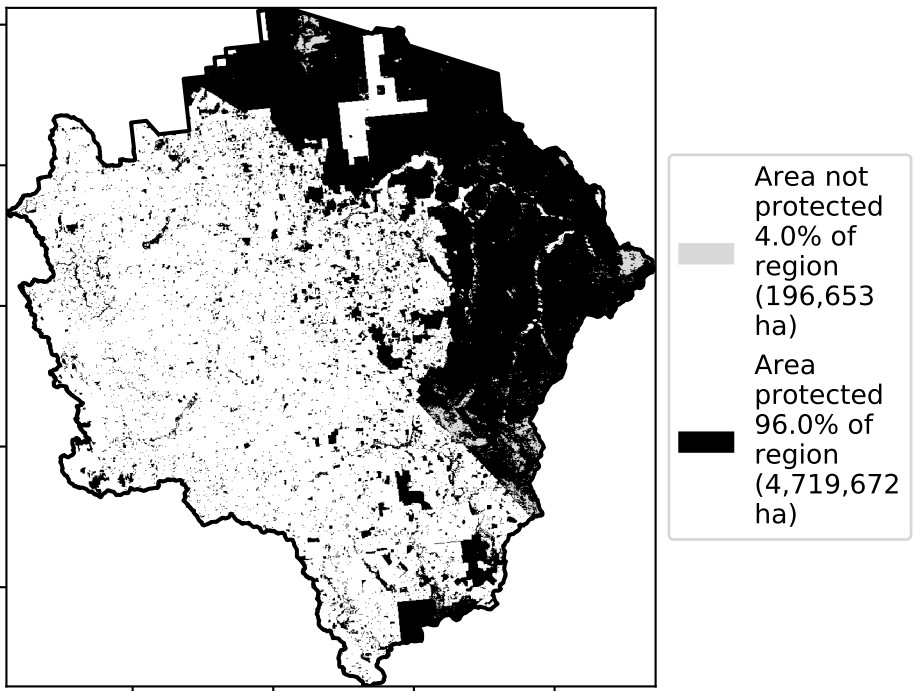 Area not
protected
4.0% of
region
(196,653
ha)
Area
protected
96.0% of
region
(4,719,672
ha)